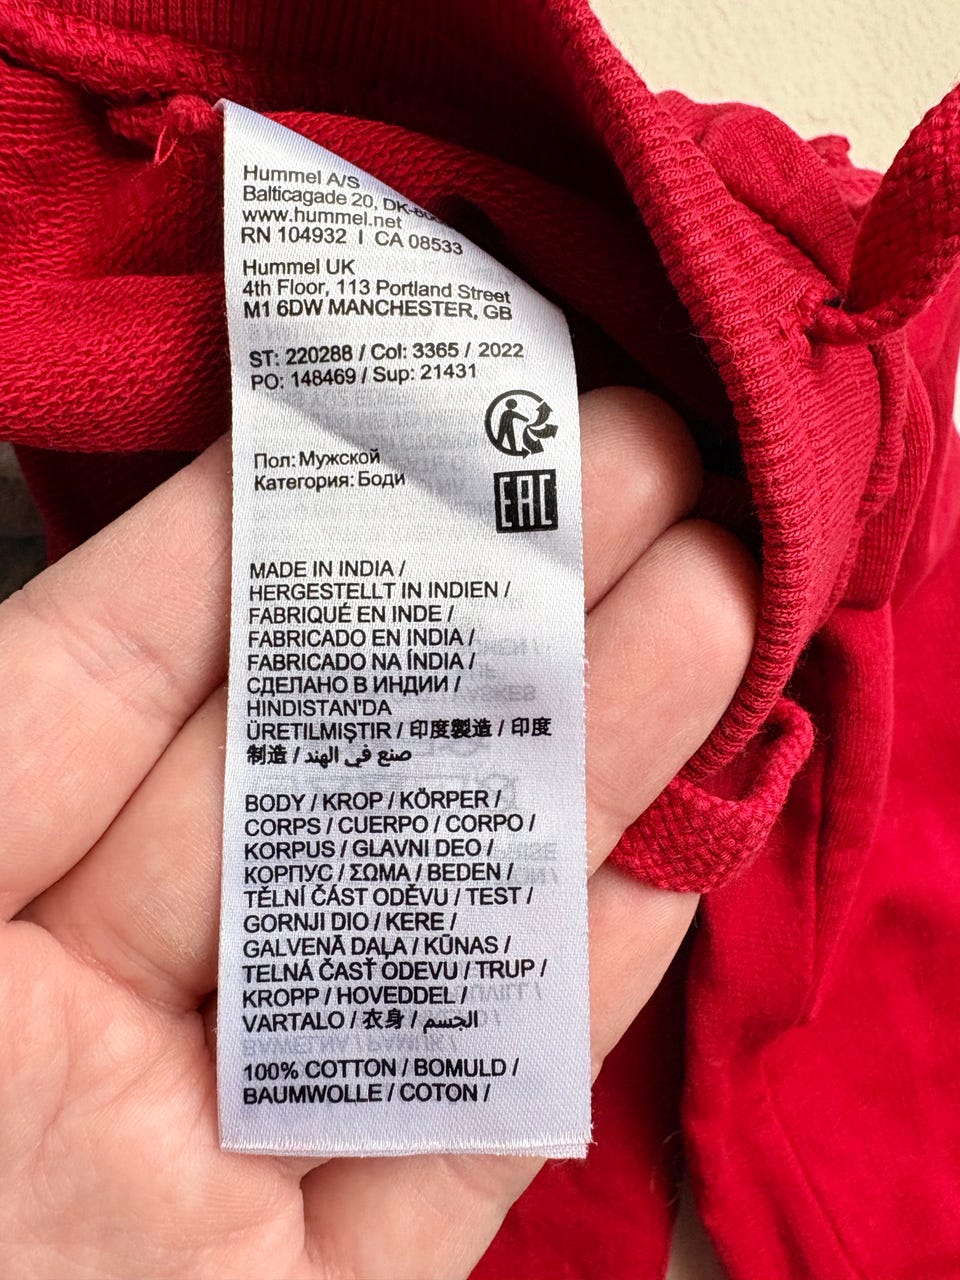 Hummel A/S
Balticagade 20,
www.hummel.net
RN 104932 | CA 08533
Hummel UK
4th Floor, 113 Portland Street
M1 6DW MANCHESTER, GB
ST: 220288 / Col: 3365 / 2022
PO: 148469 / Sup: 21431
Пол: Мужской
Категория: Боди
EAC
MADE IN INDIA /
HERGESTELLT IN INDIEN /
FABRIQUÉ EN INDE /
FABRICADO EN INDIA /
FABRICADO NA ÍNDIA /
СДЕЛАНО В ИНДИИ /
HINDISTAN'DA
ÜRETILMIŞTIR / 印度製造 / 印度
制造 / صنع في الهند
BODY / KROP / KÖRPER /
CORPS / CUERPO / CORPO /
KORPUS / GLAVNI DEO /
КОРПУС / ΣΩΜΑ / BEDEN /
TĚLNÍ ČÁST ODĚVU / TEST /
GORNJI DIO / KERE /
GALVENĀ DAĻA / KŪNAS /
TELNÁ ČASŤ ODEVU / TRUP /
KROPP / HOVEDDEL /
VARTALO / 衣身 / الجسم
100% COTTON / BOMULD /
BAUMWOLLE / COTON /